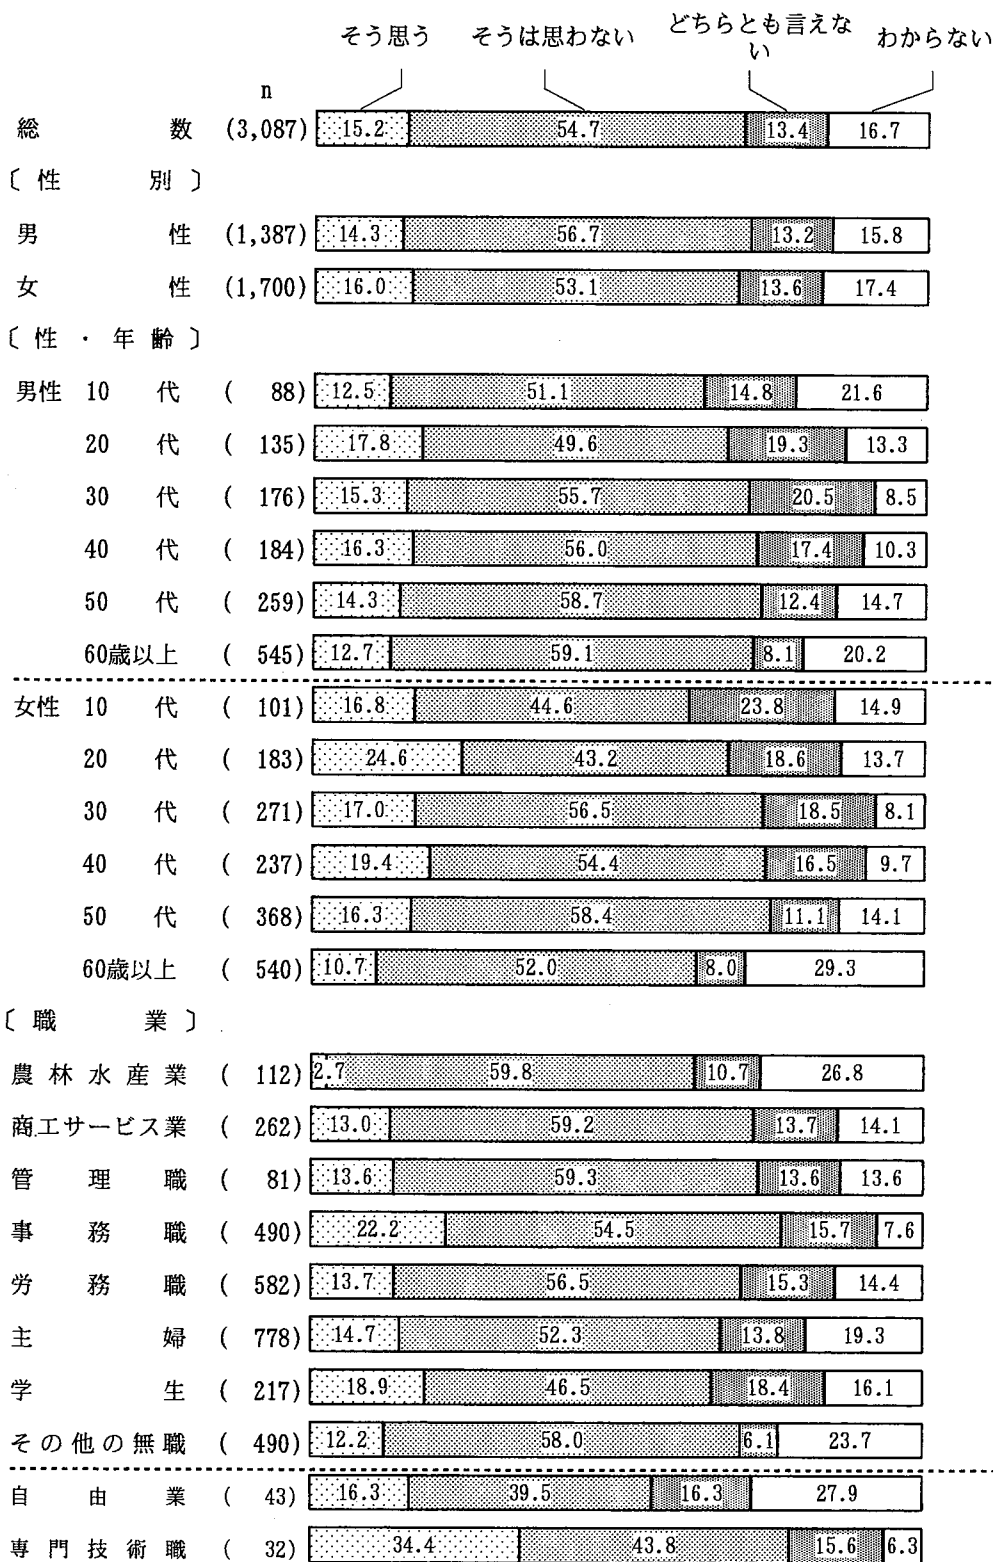 そう思う そうは思わない どちらとも言えな わからない
い
n
総数 (3,087) 15.2 54.7 13.4 16.7
〔性別〕
男性 (1,387) 14.3 56.7 13.2 15.8
女性 (1,700) 16.0 53.1 13.6 17.4
〔性・年齢〕
男性 10代 ( 88) 12.5 51.1 14.8 21.6
20代 ( 135) 17.8 49.6 19.3 13.3
30代 ( 176) 15.3 55.7 20.5 8.5
40代 ( 184) 16.3 56.0 17.4 10.3
50代 ( 259) 14.3 58.7 12.4 14.7
60歳以上 ( 545) 12.7 59.1 8.1 20.2
女性 10代 ( 101) 16.8 44.6 23.8 14.9
20代 ( 183) 24.6 43.2 18.6 13.7
30代 ( 271) 17.0 56.5 18.5 8.1
40代 ( 237) 19.4 54.4 16.5 9.7
50代 ( 368) 16.3 58.4 11.1 14.1
60歳以上 ( 540) 10.7 52.0 8.0 29.3
〔職業〕
農林水産業 ( 112) 2.7 59.8 10.7 26.8
商工サービス業 ( 262) 13.0 59.2 13.7 14.1
管理職 ( 81) 13.6 59.3 13.6 13.6
事務職 ( 490) 22.2 54.5 15.7 7.6
労務職 ( 582) 13.7 56.5 15.3 14.4
主婦 ( 778) 14.7 52.3 13.8 19.3
学生 ( 217) 18.9 46.5 18.4 16.1
その他の無職 ( 490) 12.2 58.0 6.1 23.7
自由業 ( 43) 16.3 39.5 16.3 27.9
専門技術職 ( 32) 34.4 43.8 15.6 6.3